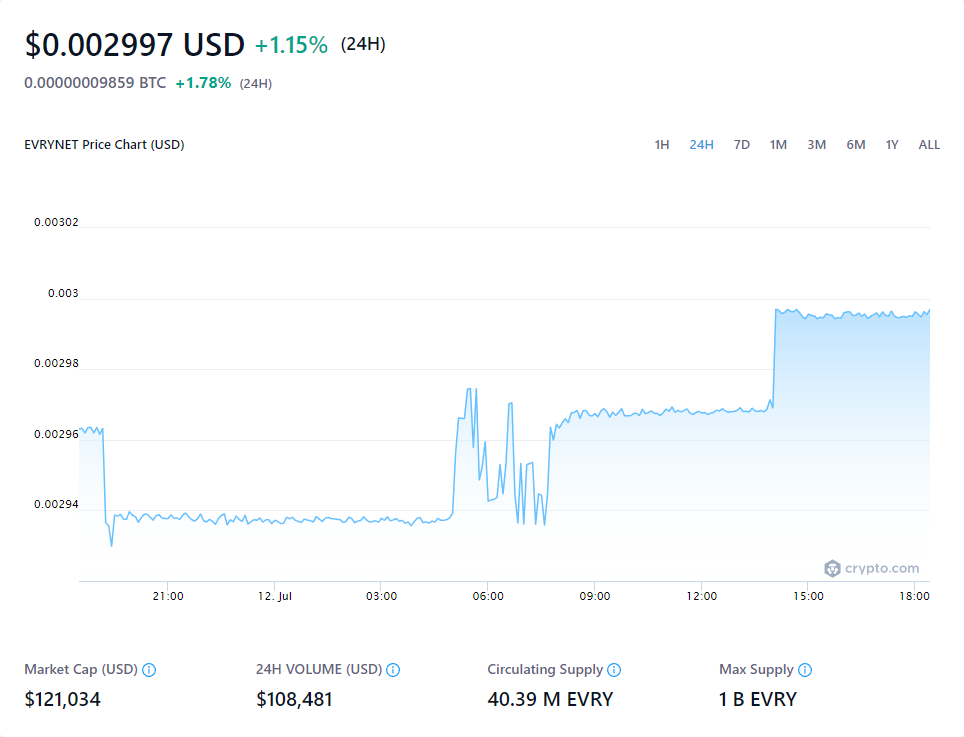 $0.002997 USD +1.15% (24H)
0.00000009859 BTC +1.78% (24H)
EVRYNET Price Chart (USD) 1H 24H 7D 1M 3M 6M 1Y ALL
0.00302
0.003
0.00298
0.00296
0.00294
crypto.com
21:00 12. Jul 03:00 06:00 09:00 12:00 15:00 18:00
Market Cap (USD) 24H VOLUME (USD) Circulating Supply Max Supply
$121,034 $108,481 40.39 M EVRY 1 B EVRY